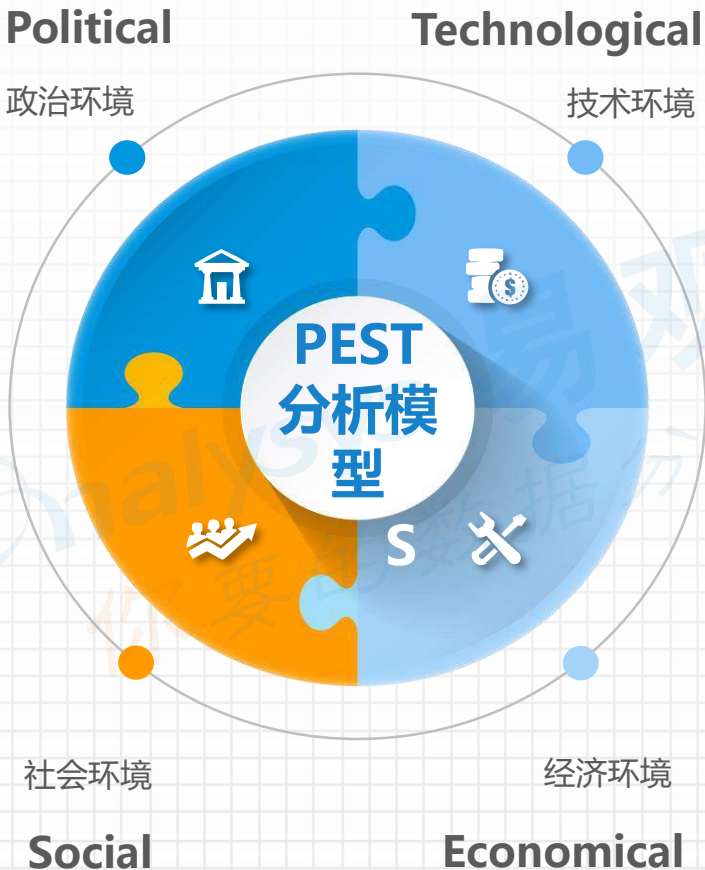 Political
Technological
政治环境
技术环境
PEST
分析模
型
S
社会环境
经济环境
Social
Economical